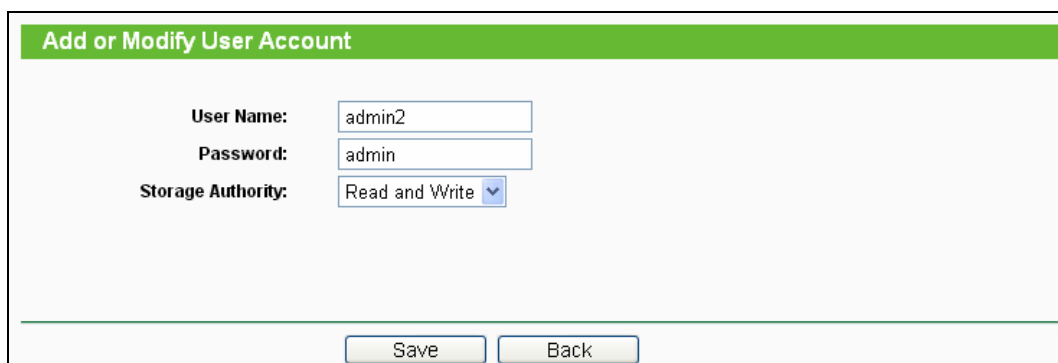 Add or Modify User Account
User Name: admin2
Password: admin
Storage Authority: Read and Write
Save Back